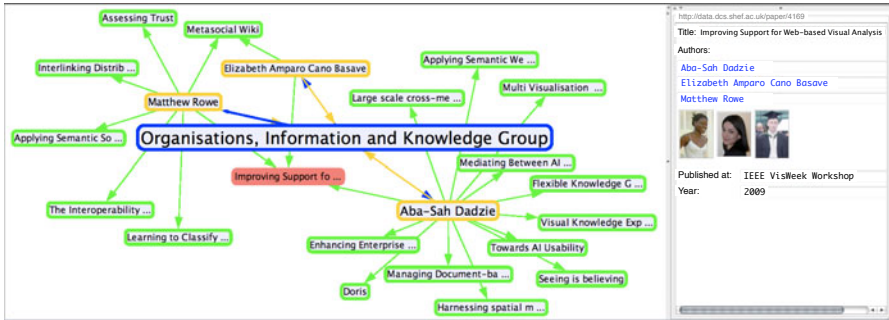 Assessing Trust
Metasocial Wiki
Interlinking Distrib ...
Elizabeth Amparo Cano Basave
Applying Semantic We ...
Multi Visualisation ...
Matthew Rowe
Large scale cross-me ...
Applying Semantic So ...
Organisations, Information and Knowledge Group
Mediating Between AI ...
Improving Support fo ...
Flexible Knowledge G ...
The Interoperability ...
Aba-Sah Dadzie
Visual Knowledge Exp ...
Learning to Classify ...
Enhancing Enterprise ...
Towards AI Usability
Managing Document-ba ...
Seeing is believing
Doris
Harnessing spatial m ...
http://data.dcs.shef.ac.uk/paper/4169
Title: Improving Support for Web-based Visual Analysis
Authors:
Aba-Sah Dadzie
Elizabeth Amparo Cano Basave
Matthew Rowe
Published at: IEEE VisWeek Workshop
Year: 2009